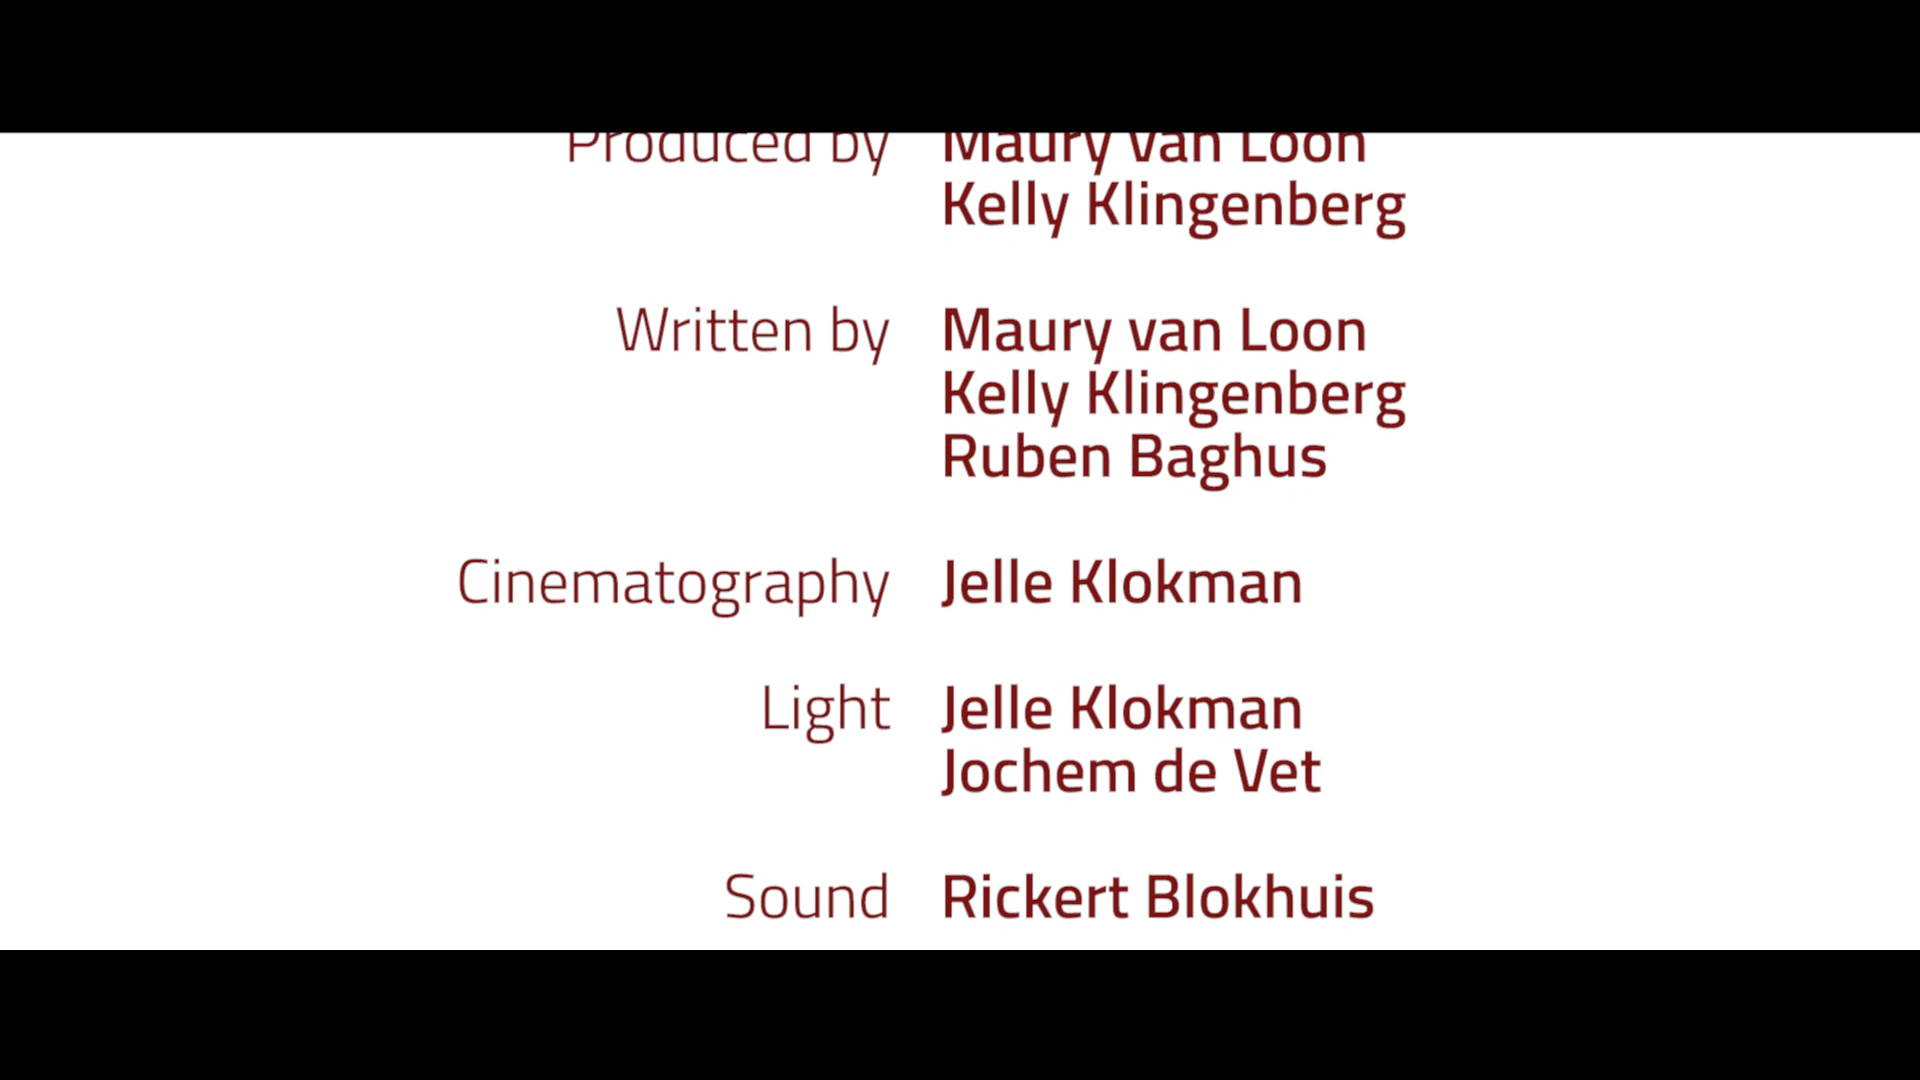 Produced by Maury van Loon
Kelly Klingenberg
Written by Maury van Loon
Kelly Klingenberg
Ruben Baghus
Cinematography Jelle Klokman
Light Jelle Klokman
Jochem de Vet
Sound Rickert Blokhuis